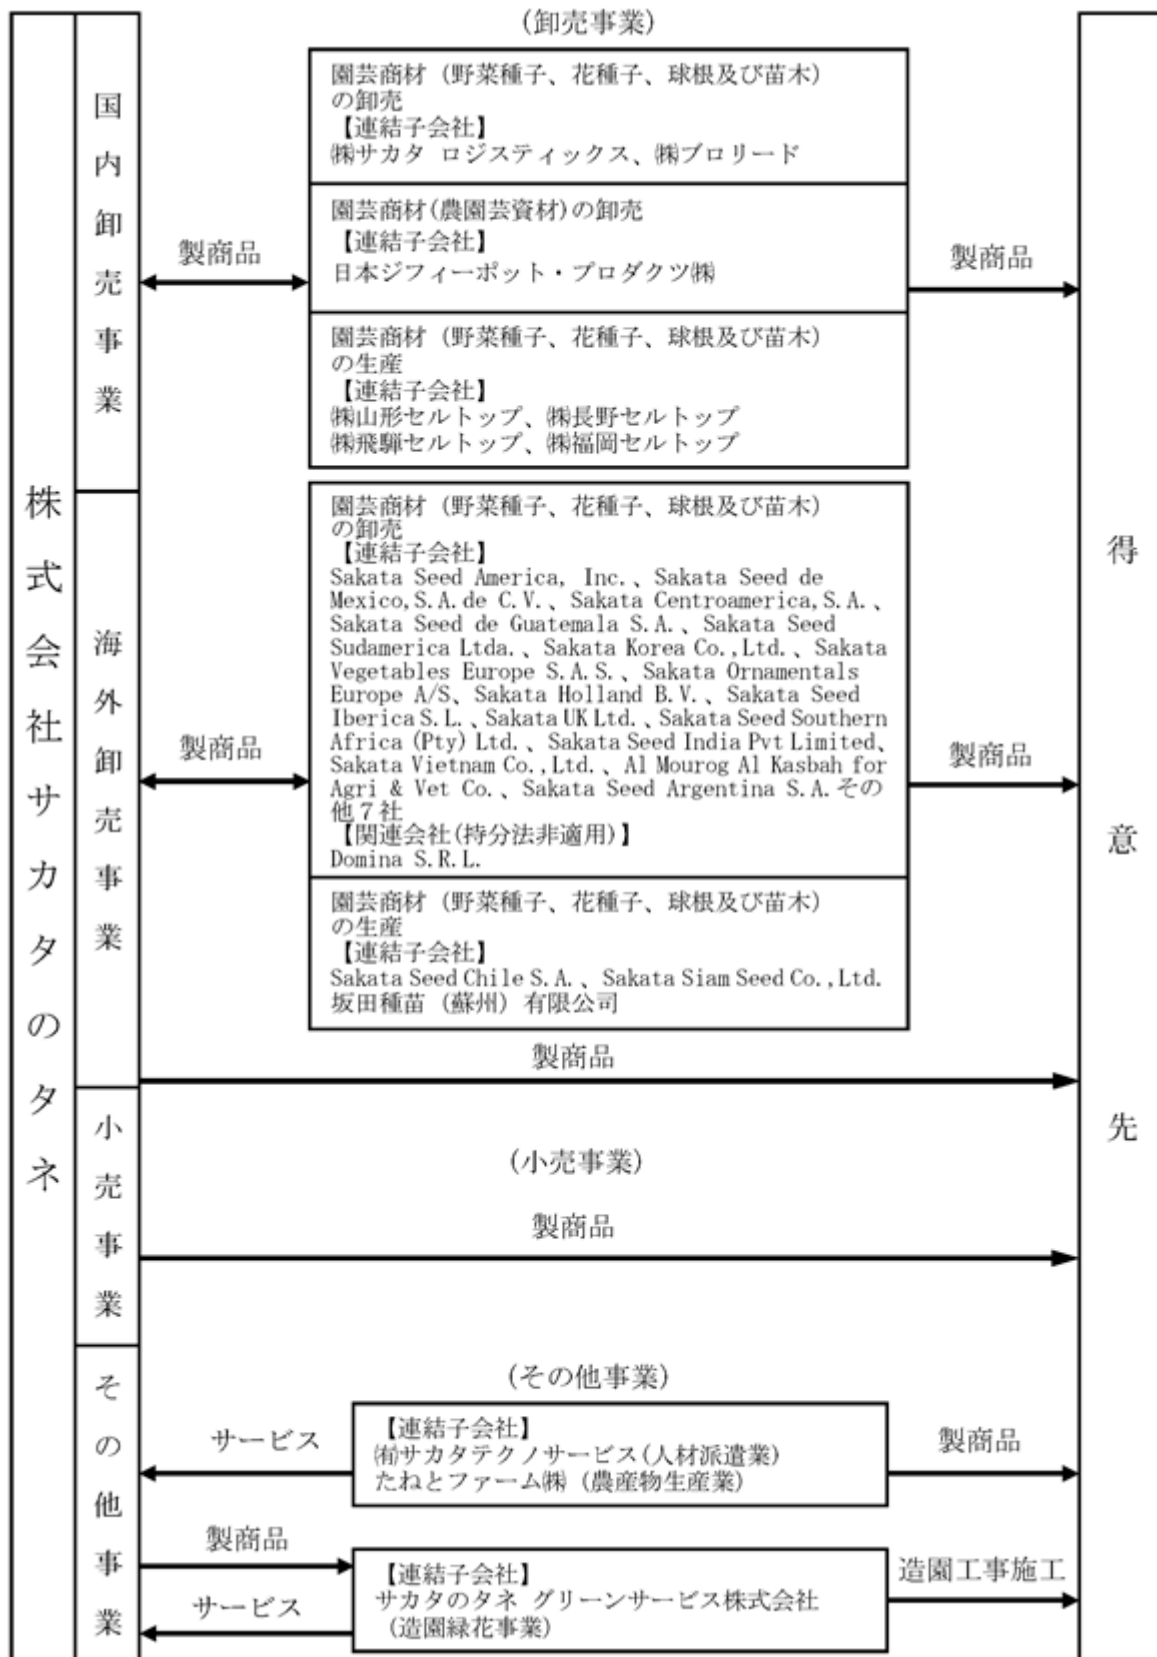 株式会社サカタのタネ
国内卸売事業
(卸売事業)
園芸商材（野菜種子、花種子、球根及び苗木）
の卸売
【連結子会社】
㈱サカタ ロジスティックス、㈱ブロリード
園芸商材(農園芸資材)の卸売
【連結子会社】
日本ジフィーポット・プロダクツ㈱
園芸商材（野菜種子、花種子、球根及び苗木）
の生産
【連結子会社】
㈱山形セルトップ、㈱長野セルトップ
㈱飛騨セルトップ、㈱福岡セルトップ
製商品
製商品
海外卸売事業
園芸商材（野菜種子、花種子、球根及び苗木）
の卸売
【連結子会社】
Sakata Seed America, Inc.、Sakata Seed de
Mexico,S.A.de C.V.、Sakata Centroamerica,S.A.、
Sakata Seed de Guatemala S.A.、Sakata Seed
Sudamerica Ltda.、Sakata Korea Co.,Ltd.、Sakata
Vegetables Europe S.A.S.、Sakata Ornamentals
Europe A/S、Sakata Holland B.V.、Sakata Seed
Iberica S.L.、Sakata UK Ltd.、Sakata Seed Southern
Africa (Pty) Ltd.、Sakata Seed India Pvt Limited、
Sakata Vietnam Co.,Ltd.、Al Mourog Al Kasbah for
Agri & Vet Co.、Sakata Seed Argentina S.A.その
他７社
【関連会社(持分法非適用)】
Domina S.R.L.
園芸商材（野菜種子、花種子、球根及び苗木）
の生産
【連結子会社】
Sakata Seed Chile S.A.、Sakata Siam Seed Co.,Ltd.
坂田種苗（蘇州）有限公司
製商品
製商品
製商品
小売事業
(小売事業)
製商品
その他事業
(その他事業)
サービス
【連結子会社】
㈲サカタテクノサービス(人材派遣業)
たねとファーム㈱（農産物生産業)
製商品
製商品
サービス
【連結子会社】
サカタのタネ グリーンサービス株式会社
（造園緑花事業)
造園工事施工
得意先